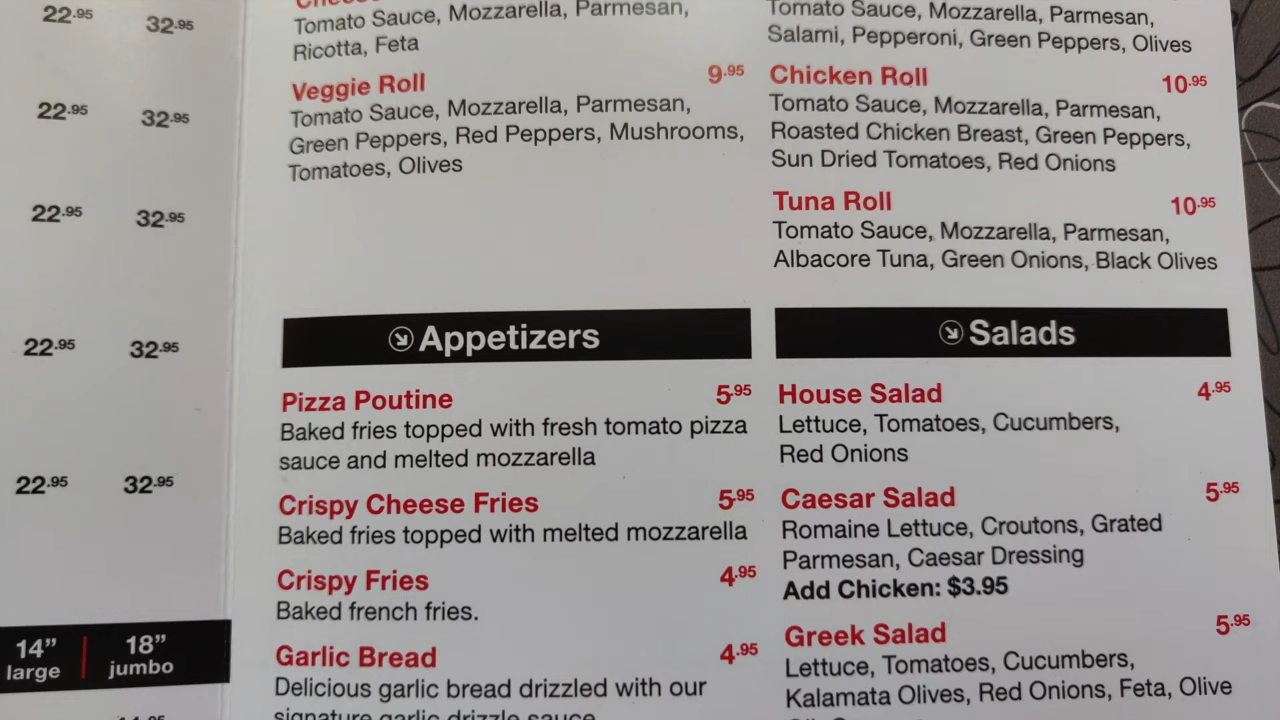 22.95 32.95
22.95 32.95
22.95 32.95
22.95 32.95
22.95 32.95
14” large | 18” jumbo
Tomato Sauce, Mozzarella, Parmesan,
Ricotta, Feta
Veggie Roll 9.95
Tomato Sauce, Mozzarella, Parmesan,
Green Peppers, Red Peppers, Mushrooms,
Tomatoes, Olives
Appetizers
Pizza Poutine 5.95
Baked fries topped with fresh tomato pizza
sauce and melted mozzarella
Crispy Cheese Fries 5.95
Baked fries topped with melted mozzarella
Crispy Fries 4.95
Baked french fries.
Garlic Bread 4.95
Delicious garlic bread drizzled with our
signature garlic drizzle sauce
Tomato Sauce, Mozzarella, Parmesan,
Salami, Pepperoni, Green Peppers, Olives
Chicken Roll 10.95
Tomato Sauce, Mozzarella, Parmesan,
Roasted Chicken Breast, Green Peppers,
Sun Dried Tomatoes, Red Onions
Tuna Roll 10.95
Tomato Sauce, Mozzarella, Parmesan,
Albacore Tuna, Green Onions, Black Olives
Salads
House Salad 4.95
Lettuce, Tomatoes, Cucumbers,
Red Onions
Caesar Salad 5.95
Romaine Lettuce, Croutons, Grated
Parmesan, Caesar Dressing
Add Chicken: $3.95
Greek Salad 5.95
Lettuce, Tomatoes, Cucumbers,
Kalamata Olives, Red Onions, Feta, Olive